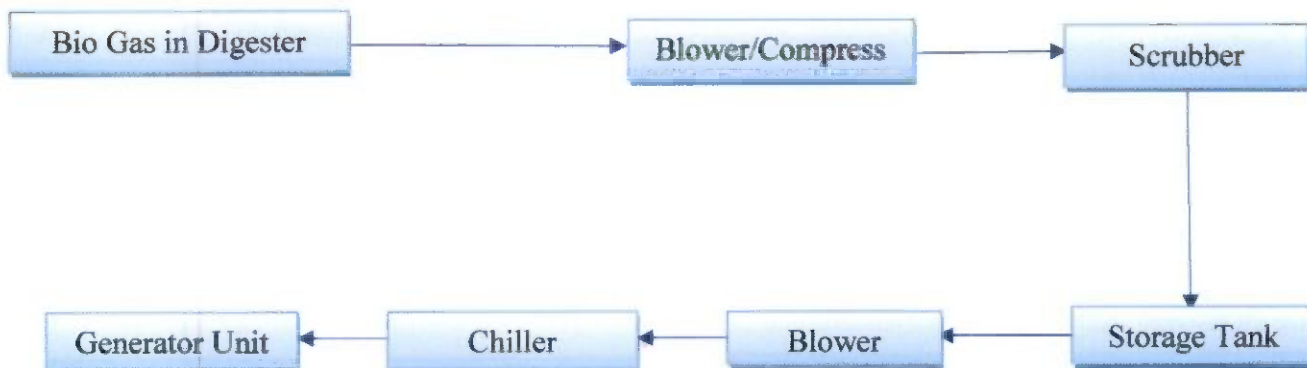 Bio Gas in Digester
Blower/Compress
Scrubber
Storage Tank
Blower
Chiller
Generator Unit